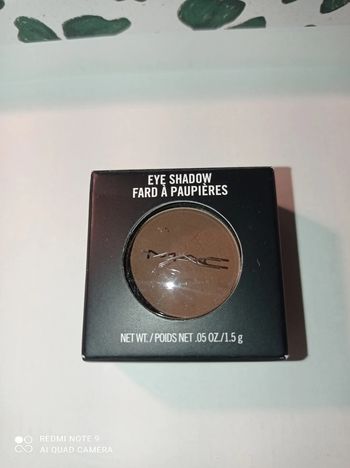 EYE SHADOW
FARD À PAUPIÈRES
MAC
NET WT. / POIDS NET .05 OZ./1.5 g
REDMI NOTE 9
AI QUAD CAMERA